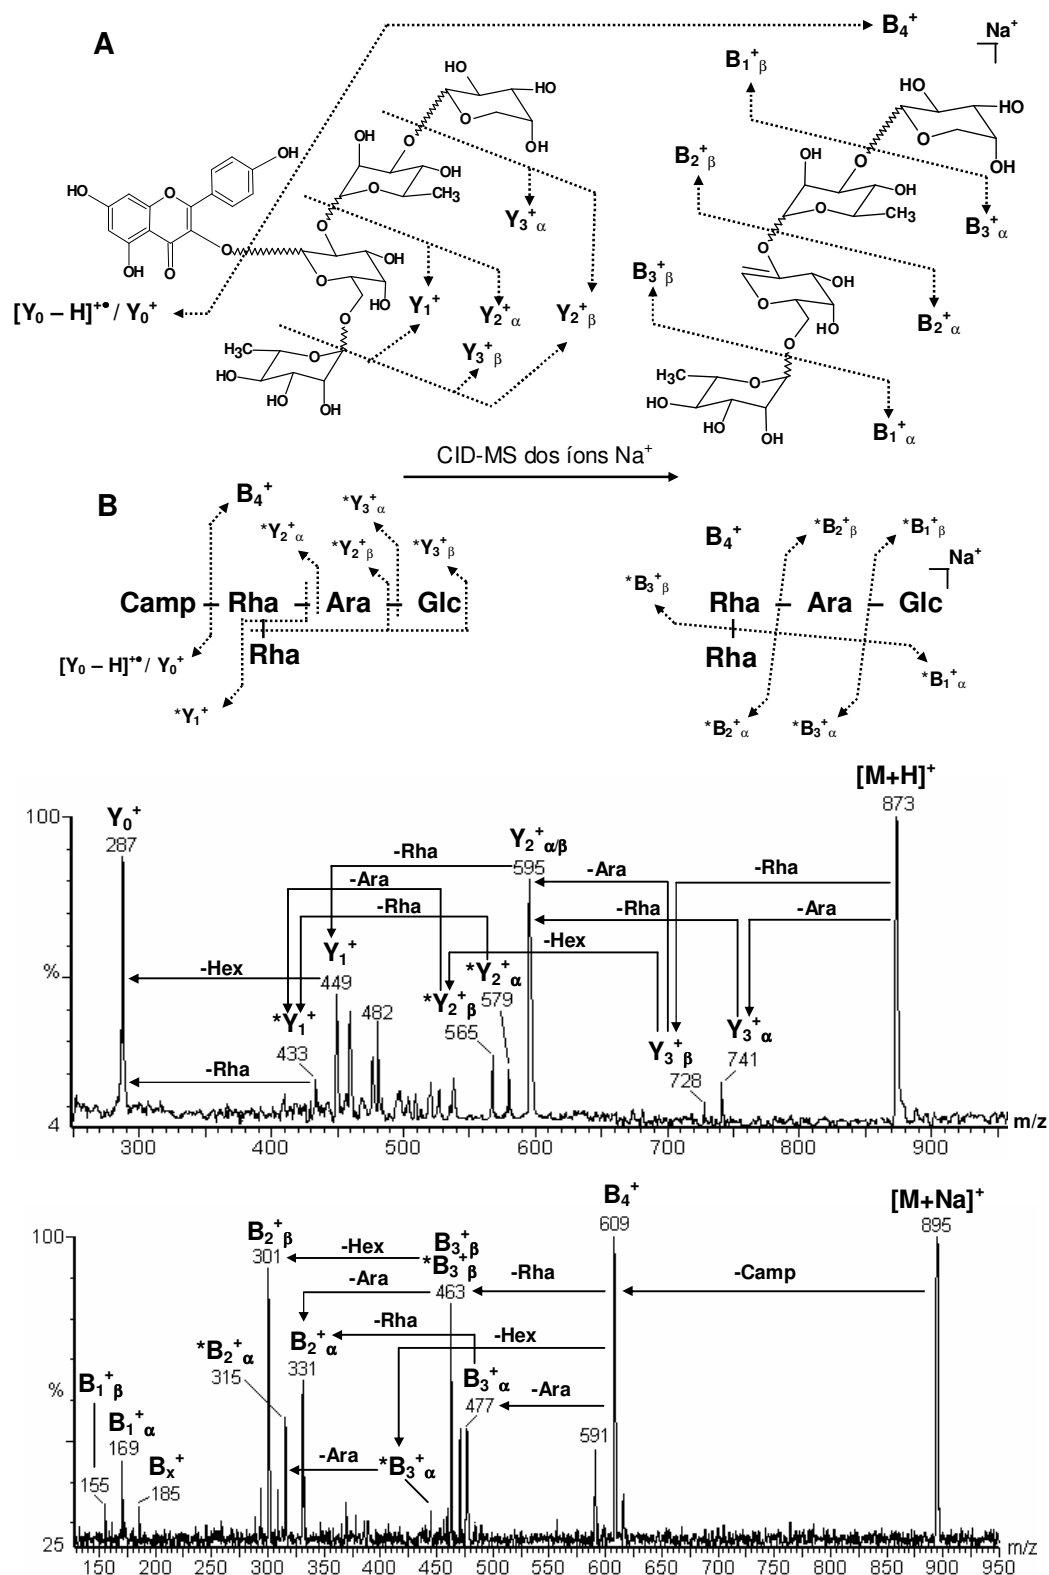 A
B4+
Na+
B1+β
HO
OH
O
OH
HO
OH
O
OH
O
OH
O
OH
CH3
O
Y3+α
HO
O
OH
O
OH
O
O
O
OH
OH
O
[Y0 – H]+• / Y0+
Y1+
Y2+α
Y2+β
Y3+β
H3C
O
HO
HO
OH
B2+β
B3+α
B3+β
HO
OH
O
OH
O
OH
O
OH
CH3
O
O
OH
OH
O
B2+α
H3C
O
HO
HO
OH
B1+α
CID-MS dos íons Na+
B
B4+
*Y3+α
*Y2+α
*Y2+β
*Y3+β
Camp – Rha – Ara – Glc
Rha
[Y0 – H]+• / Y0+
*Y1+
B4+
*B2+β
*B1+β
Na+
*B3+β
Rha – Ara – Glc
Rha
*B1+α
*B2+α
*B3+α
[M+H]+
100
873
Y0+
287
Y2+α/β
595
-Rha
-Ara
-Rha
-Ara
-Rha
-Rha
-Ara
-Hex
Y1+
449
%
-Hex
*Y2+α
579
*Y2+β
565
*Y1+
433
482
Y3+β
728
Y3+α
741
-Rha
4
m/z
300 400 500 600 700 800 900
B4+
609
[M+Na]+
895
100
B2+β
301
-Hex
B3+β
*B3+β
463
-Ara
-Rha
-Camp
-Rha
-Hex
*B2+α
315
B2+α
331
B3+α
477
-Ara
%
B1+β
155
B1+α
169
Bx+
185
-Ara
*B3+α
591
25
m/z
150 200 250 300 350 400 450 500 550 600 650 700 750 800 850 900 950